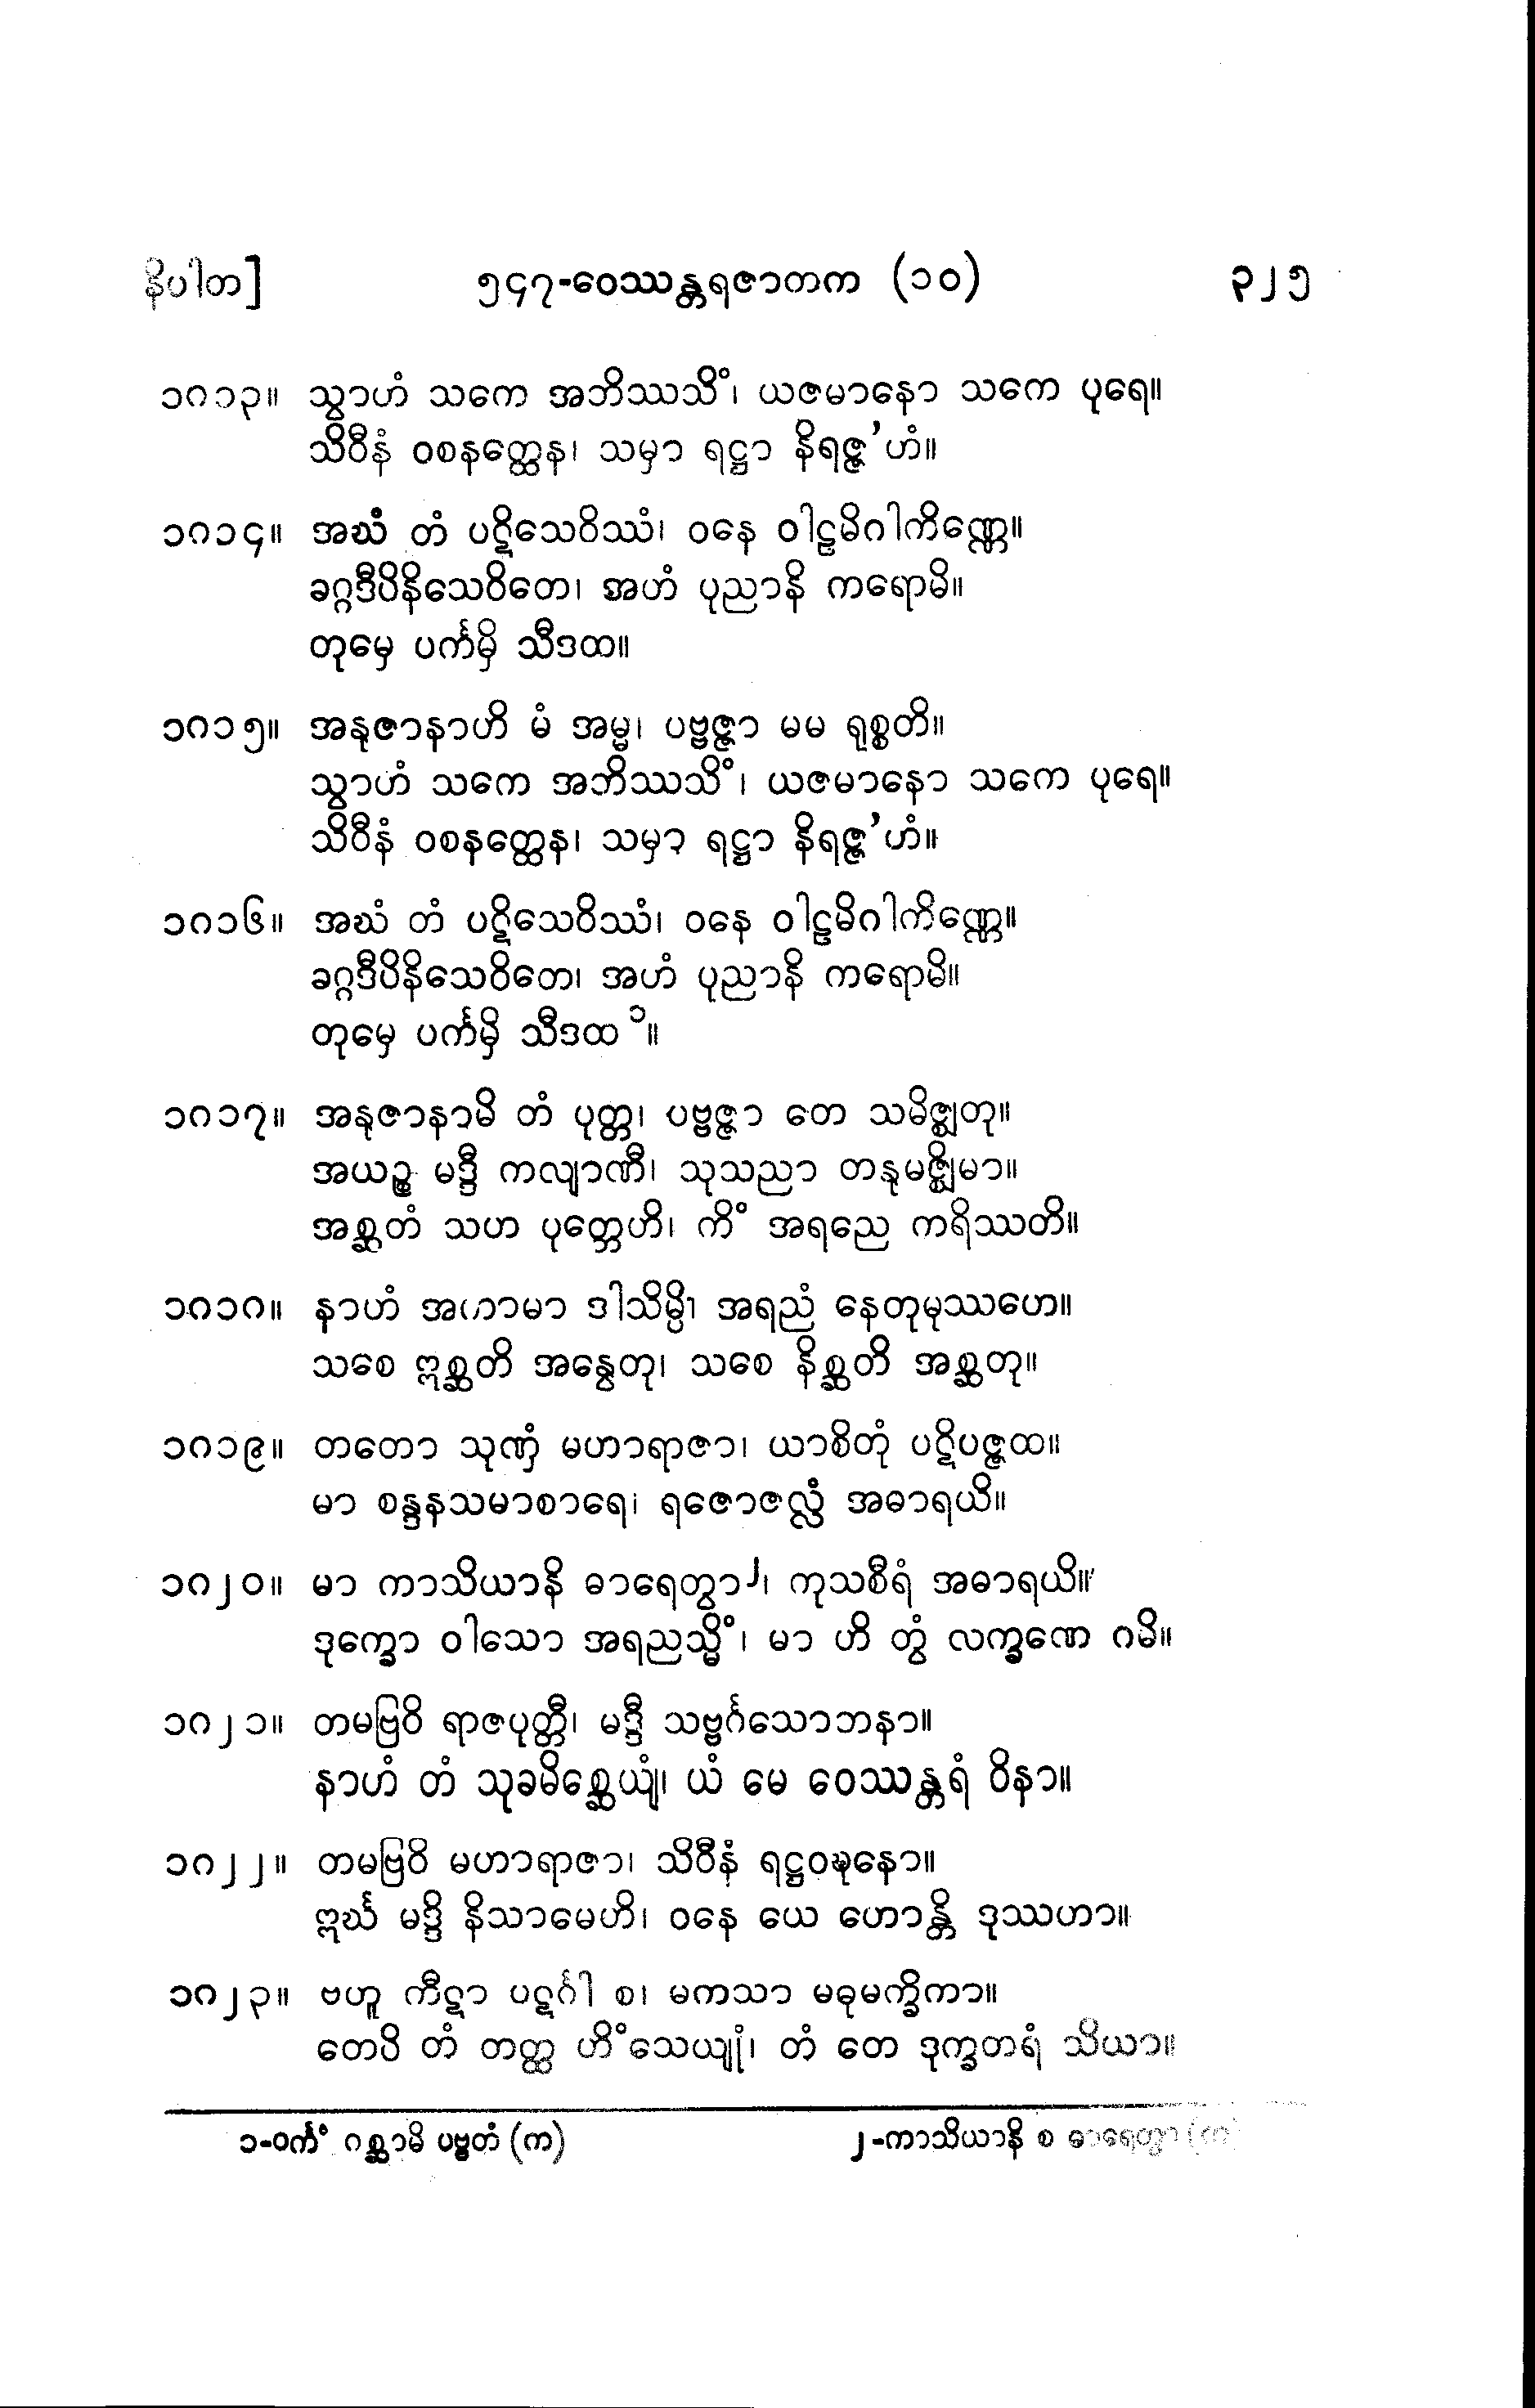 နိပါတ] ၅၄၇-ဝေဿန္တရဇာတက (၁၀) ၃၂၅
၁၈၁၃။ သွာဟံ သကေ အဘိဿသိံ၊ ယဇမာနော သကေ ပုရေ။
သိဝီနံ ဝစနတ္ထေန၊ သမှာ ရဋ္ဌာ နိရဇ္ဇ’ဟံ။
၁၈၁၄။ အဃံ တံ ပဋိသေဝိဿံ၊ ဝနေ ဝါဠမိဂါကိဏ္ဏေ။
ခဂ္ဂဒီပိနိသေဝိတေ၊ အဟံ ပုညာနိ ကရောမိ။
တုမှေ ပင်္ကမှိ သီဒထ။
၁၈၁၅။ အနုဇာနာဟိ မံ အမ္မ၊ ပဗ္ဗဇ္ဇာ မမ ရုစ္စတိ။
သွာဟံ သကေ အဘိဿသိံ၊ ယဇမာနော သကေ ပုရေ။
သိဝီနံ ဝစနတ္ထေန၊ သမှာ ရဋ္ဌာ နိရဇ္ဇ’ဟံ။
၁၈၁၆။ အဃံ တံ ပဋိသေဝိဿံ၊ ဝနေ ဝါဠမိဂါကိဏ္ဏေ။
ခဂ္ဂဒီပိနိသေဝိတေ၊ အဟံ ပုညာနိ ကရောမိ။
တုမှေ ပင်္ကမှိ သီဒထ ၁။
၁၈၁၇။ အနုဇာနာမိ တံ ပုတ္တ၊ ပဗ္ဗဇ္ဇာ တေ သမိဇ္ဈတု။
အယဉ္စ မဒ္ဒီ ကလျာဏီ၊ သုသညာ တနုမဇ္ဈိမာ။
အစ္ဆတံ သဟ ပုတ္တေဟိ၊ ကိံ အရညေ ကရိဿတိ။
၁၈၁၈။ နာဟံ အကာမာ ဒါသိမ္ပိ၊ အရညံ နေတုမုဿဟေ။
သစေ ဣစ္ဆတိ အနွေတု၊ သစေ နိစ္ဆတိ အစ္ဆတု။
၁၈၁၉။ တတော သုဏှံ မဟာရာဇာ၊ ယာစိတုံ ပဋိပဇ္ဇထ။
မာ စန္ဒနသမာစာရေ၊ ရဇောဇလ္လံ အဓာရယိ။
၁၈၂၀။ မာ ကာသိယာနိ ဓာရေတွာ၂၊ ကုသစီရံ အဓာရယိ။
ဒုက္ခော ဝါသော အရညသ္မိံ၊ မာ ဟိ တွံ လက္ခဏေ ဂမိ။
၁၈၂၁။ တမဗြဝိ ရာဇပုတ္တီ၊ မဒ္ဒီ သဗ္ဗင်္ဂသောဘနာ။
နာဟံ တံ သုခမိစ္ဆေယျံ၊ ယံ မေ ဝေဿန္တရံ ဝိနာ။
၁၈၂၂။ တမဗြဝိ မဟာရာဇာ၊ သိဝီနံ ရဋ္ဌဝဍ္ဎနော။
ဣင်္ဃ မဒ္ဒိ နိသာမေဟိ၊ ဝနေ ယေ ဟောန္တိ ဒုဿဟာ။
၁၈၂၃။ ဗဟူ ကီဋာ ပဋင်္ဂါ စ၊ မကသာ မဓုမက္ခိကာ။
တေပိ တံ တတ္ထ ဟိံသေယျုံ၊ တံ တေ ဒုက္ခတရံ သိယာ။
၁-ဝင်္ကံ ဂစ္ဆာမိ ပဗ္ဗတံ (က) ၂-ကာသိယာနိ စ ဓာရေတွာ (က)